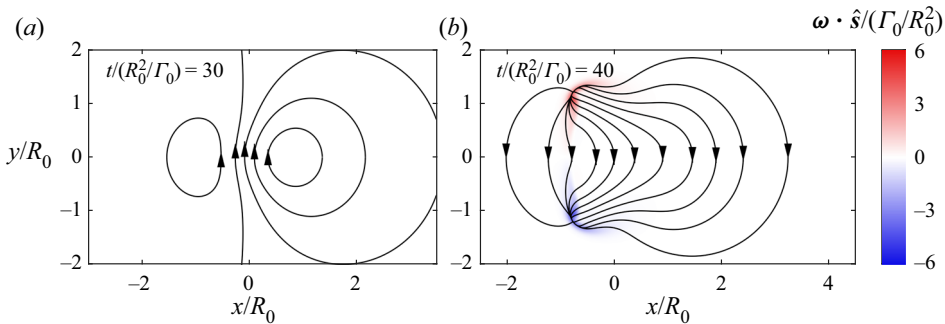 (a)
(b)
ω · ŝ/(Γ₀/R₀²)
t/(R₀²/Γ₀) = 30
t/(R₀²/Γ₀) = 40
y/R₀
2
1
0
–1
–2
–2
0
2
x/R₀
2
1
0
–1
–2
–2
0
2
4
x/R₀
6
3
0
–3
–6